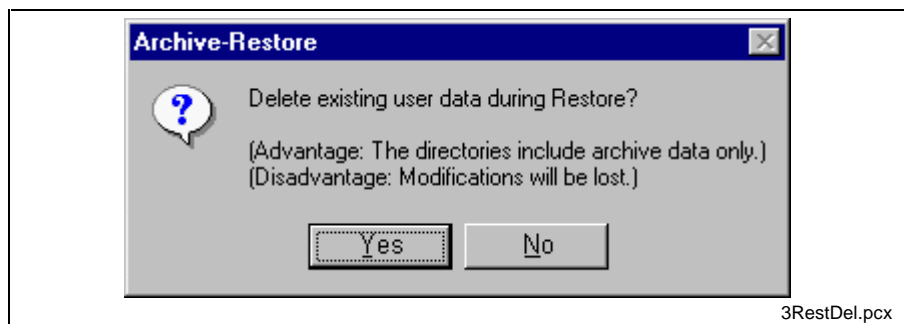 Archive-Restore
Delete existing user data during Restore?
(Advantage: The directories include archive data only.)
(Disadvantage: Modifications will be lost.)
Yes No
3RestDel.pcx